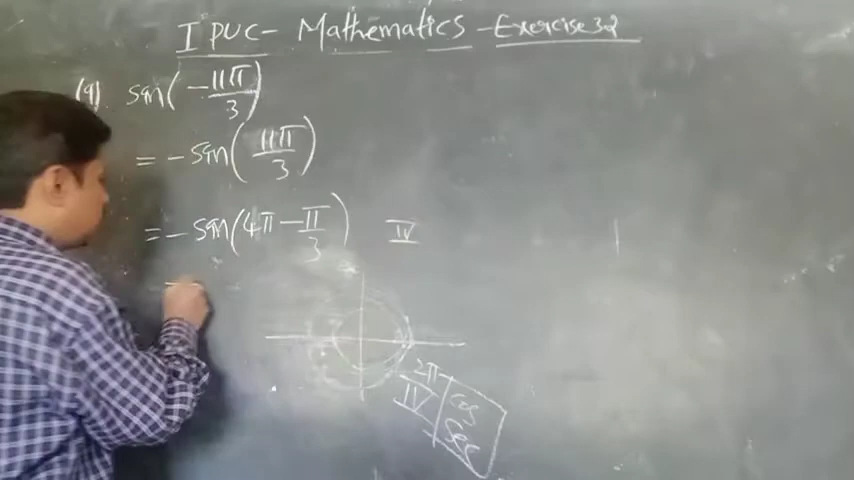 I PUC - Mathematics - Exercise 3.2
(9) sin(-11π/3)
= - sin(11π/3)
= - sin(4π - π/3) IV
2π
IV cos
sec